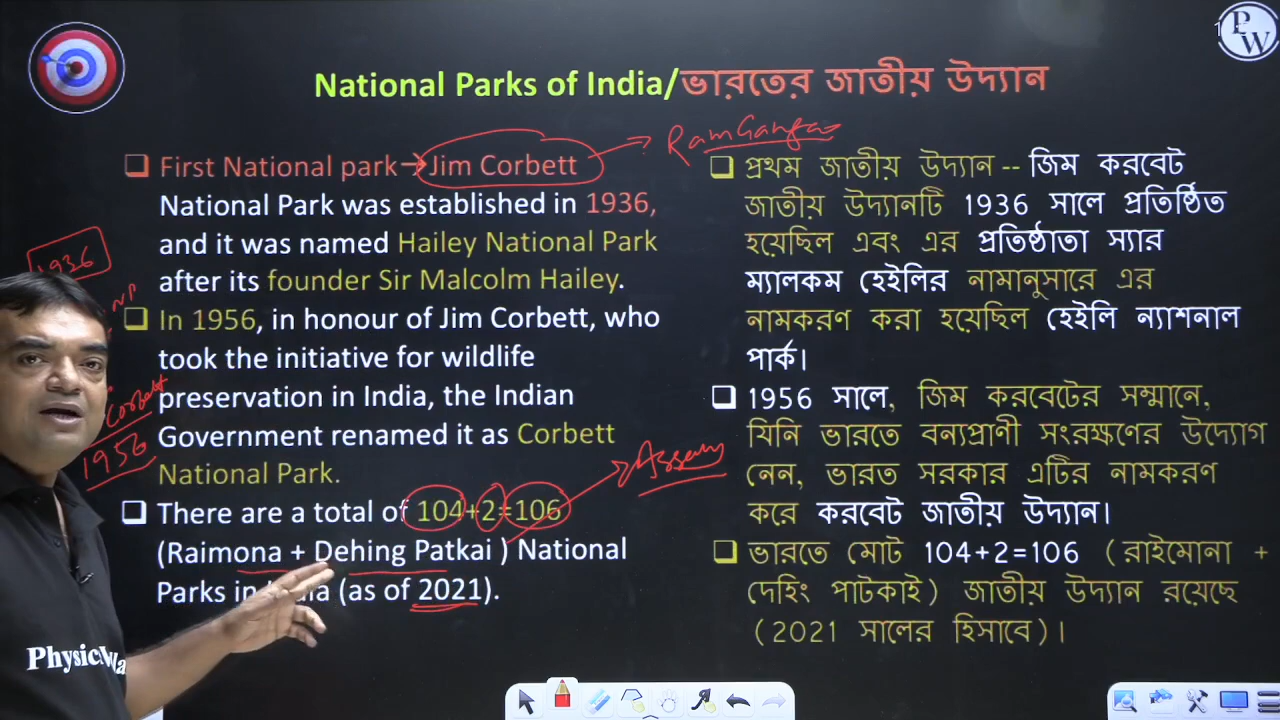 PW
National Parks of India/ভারতের জাতীয় উদ্যান
First National park→Jim Corbett
National Park was established in 1936,
and it was named Hailey National Park
after its founder Sir Malcolm Hailey.
In 1956, in honour of Jim Corbett, who
took the initiative for wildlife
preservation in India, the Indian
Government renamed it as Corbett
National Park.
There are a total of 104+2=106
(Raimona + Dehing Patkai ) National
Parks in India (as of 2021).
RamGanga
1936
NP
Corbett
1956
Assam
প্রথম জাতীয় উদ্যান -- জিম করবেট
জাতীয় উদ্যানটি 1936 সালে প্রতিষ্ঠিত
হয়েছিল এবং এর প্রতিষ্ঠাতা স্যার
ম্যালকম হেইলির নামানুসারে এর
নামকরণ করা হয়েছিল হেইলি ন্যাশনাল
পার্ক।
1956 সালে, জিম করবেটের সম্মানে,
যিনি ভারতে বন্যপ্রাণী সংরক্ষণের উদ্যোগ
নেন, ভারত সরকার এটির নামকরণ
করে করবেট জাতীয় উদ্যান।
ভারতে মোট 104+2=106 (রাইমোনা +
দেহিং পাটকাই) জাতীয় উদ্যান রয়েছে
(2021 সালের হিসাবে)।